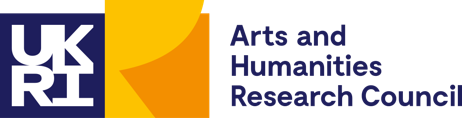 UK
RI
Arts and
Humanities
Research Council